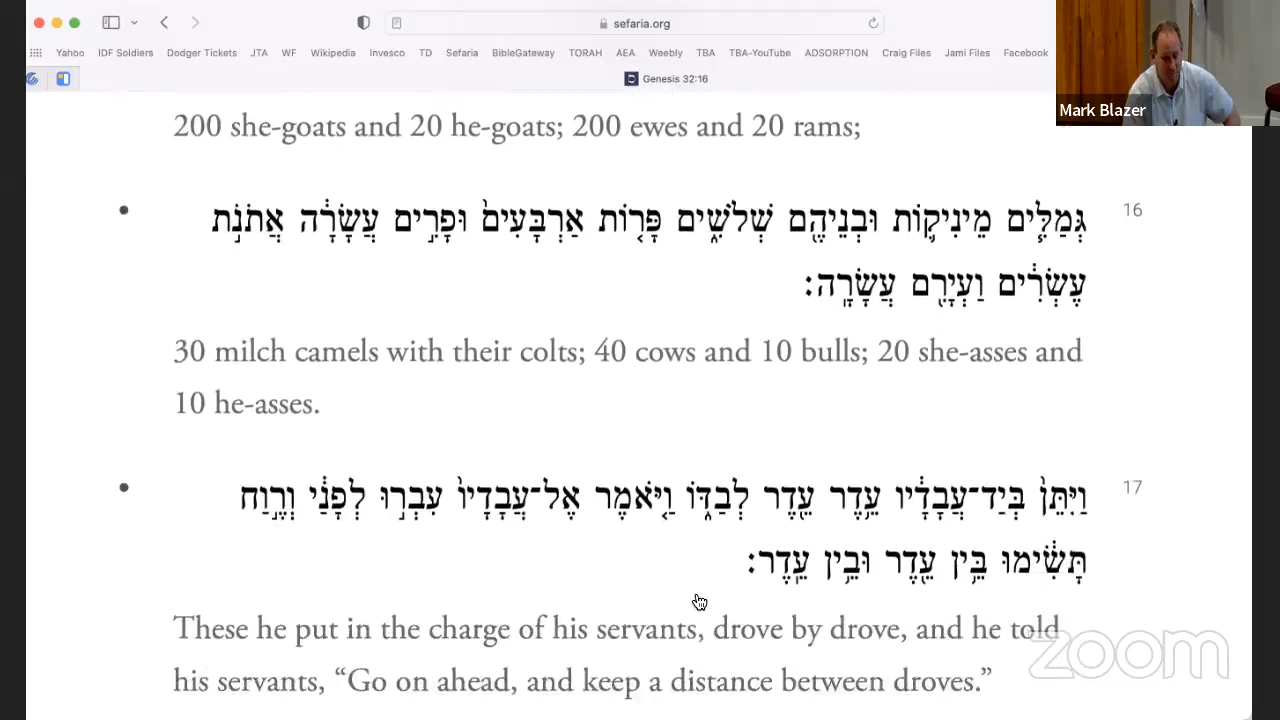 sefaria.org
Yahoo IDF Soldiers Dodger Tickets JTA WF Wikipedia Invesco TD Sefaria BibleGateway TORAH AEA Weebly TBA TBA-YouTube ADSORPTION Craig Files Jami Files Facebook
Genesis 32:16
Mark Blazer
200 she-goats and 20 he-goats; 200 ewes and 20 rams;
16
גְּמַלִּ֧ים מֵינִיק֛וֹת וּבְנֵיהֶ֖ם שְׁלֹשִׁ֑ים פָּר֤וֹת אַרְבָּעִים֙ וּפָרִ֣ים עֲשָׂרָ֔ה אֲתֹנֹ֣ת
עֶשְׂרִ֔ים וַעְיָרִ֖ם עֲשָׂרָֽה׃
30 milch camels with their colts; 40 cows and 10 bulls; 20 she-asses and
10 he-asses.
17
וַיִּתֵּן֙ בְּיַד־עֲבָדָ֔יו עֵ֥דֶר עֵ֖דֶר לְבַדּ֑וֹ וַיֹּ֤אמֶר אֶל־עֲבָדָיו֙ עִבְר֣וּ לְפָנַ֔י וְרֶ֣וַח
תָּשִׂ֔ימוּ בֵּ֥ין עֵ֖דֶר וּבֵ֥ין עֵֽדֶר׃
These he put in the charge of his servants, drove by drove, and he told
his servants, “Go on ahead, and keep a distance between droves.”
zoom